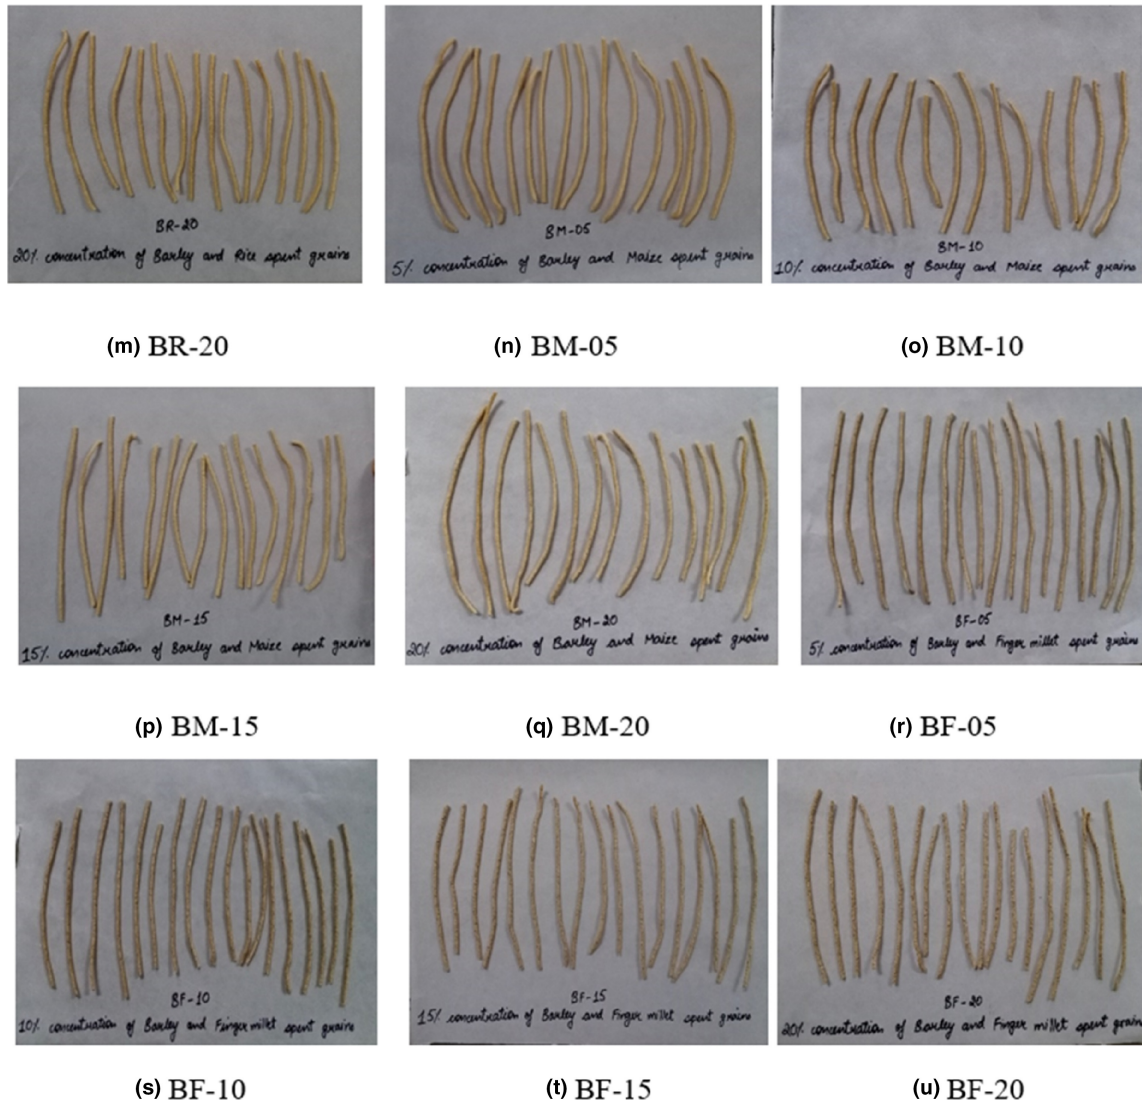 BR-20
20% concentration of Barley and Rice spent grains
BM-05
5% concentration of Barley and Maize spent grains
BM-10
10% concentration of Barley and Maize spent grains
(m) BR-20
(n) BM-05
(o) BM-10
BM-15
15% concentration of Barley and Maize spent grains
BM-20
20% concentration of Barley and Maize spent grains
BF-05
5% concentration of Barley and Finger millet spent grains
(p) BM-15
(q) BM-20
(r) BF-05
BF-10
10% concentration of Barley and Finger millet spent grains
BF-15
15% concentration of Barley and Finger millet spent grains
BF-20
20% concentration of Barley and Finger millet spent grain
(s) BF-10
(t) BF-15
(u) BF-20